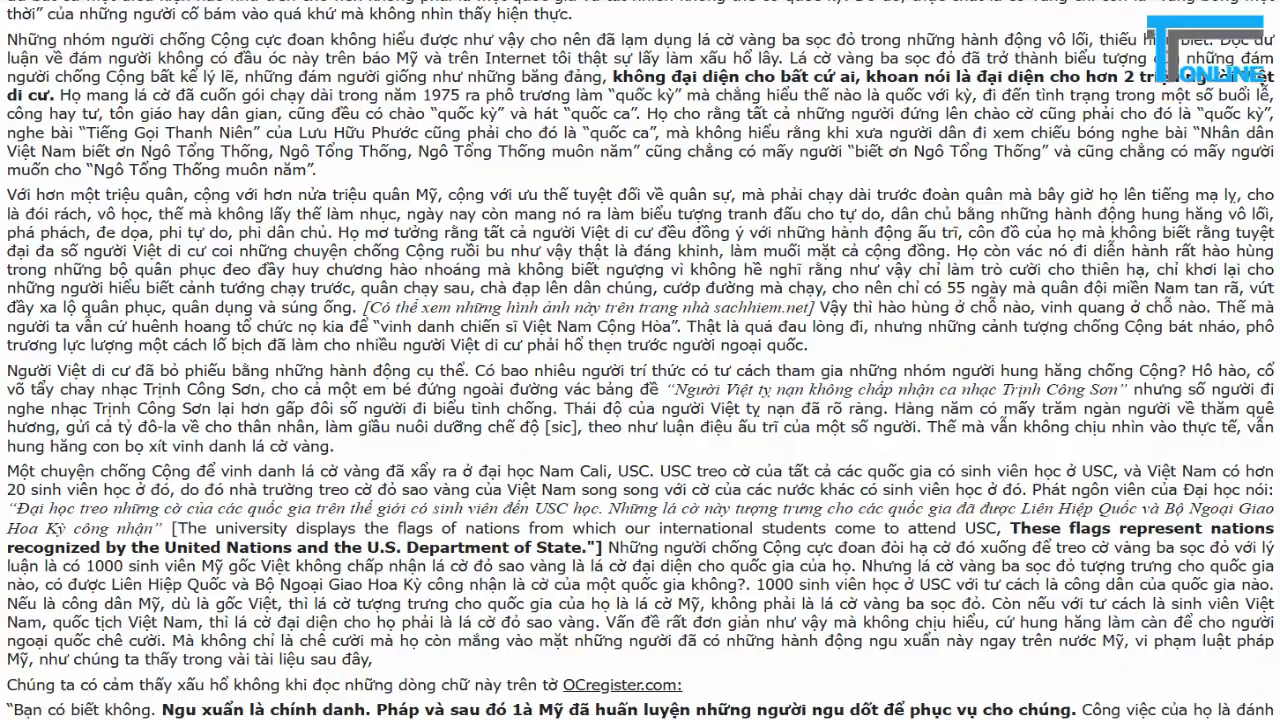 thời” của những người cố bám vào quá khứ mà không nhìn thấy hiện thực.
Những nhóm người chống Cộng cực đoan không hiểu được như vậy cho nên đã lạm dụng lá cờ vàng ba sọc đỏ trong những hành động vô lối, thiếu hiểu biết. Đọc dư
luận về đám người không có đầu óc này trên báo Mỹ và trên Internet tôi thật sự lấy làm xấu hổ lây. Lá cờ vàng ba sọc đỏ đã trở thành biểu tượng của những đám
người chống Cộng bất kể lý lẽ, những đám người giống như những băng đảng, không đại diện cho bất cứ ai, khoan nói là đại diện cho hơn 2 triệu người Việt
di cư. Họ mang lá cờ đã cuốn gói chạy dài trong năm 1975 ra phô trương làm “quốc kỳ” mà chẳng hiểu thế nào là quốc với kỳ, đi đến tình trạng trong một số buổi lễ,
công hay tư, tôn giáo hay dân gian, cũng đều có chào “quốc kỳ” và hát “quốc ca”. Họ cho rằng tất cả những người đứng lên chào cờ cũng phải cho đó là “quốc kỳ”,
nghe bài “Tiếng Gọi Thanh Niên” của Lưu Hữu Phước cũng phải cho đó là “quốc ca”, mà không hiểu rằng khi xưa người dân đi xem chiếu bóng nghe bài “Nhân dân
Việt Nam biết ơn Ngô Tổng Thống, Ngô Tổng Thống, Ngô Tổng Thống muôn năm” cũng chẳng có mấy người “biết ơn Ngô Tổng Thống” và cũng chẳng có mấy người
muốn cho “Ngô Tổng Thống muôn năm”.
Với hơn một triệu quân, cộng với hơn nửa triệu quân Mỹ, cộng với ưu thế tuyệt đối về quân sự, mà phải chạy dài trước đoàn quân mà bây giờ họ lên tiếng mạ lỵ, cho
là đói rách, vô học, thế mà không lấy thế làm nhục, ngày nay còn mang nó ra làm biểu tượng tranh đấu cho tự do, dân chủ bằng những hành động hung hăng vô lối,
phá phách, đe dọa, phi tự do, phi dân chủ. Họ mơ tưởng rằng tất cả người Việt di cư đều đồng ý với những hành động ấu trĩ, côn đồ của họ mà không biết rằng tuyệt
đại đa số người Việt di cư coi những chuyện chống Cộng ruồi bu như vậy thật là đáng khinh, làm muối mặt cả cộng đồng. Họ còn vác nó đi diễn hành rất hào hùng
trong những bộ quân phục đeo đầy huy chương hào nhoáng mà không biết ngượng vì không hề nghĩ rằng như vậy chỉ làm trò cười cho thiên hạ, chỉ khơi lại cho
những người hiểu biết cảnh tướng chạy trước, quân chạy sau, chà đạp lên dân chúng, cướp đường mà chạy, cho nên chỉ có 55 ngày mà quân đội miền Nam tan rã, vứt
đầy xa lộ quân phục, quân dụng và súng ống. [Có thể xem những hình ảnh này trên trang nhà sachhiem.net] Vậy thì hào hùng ở chỗ nào, vinh quang ở chỗ nào. Thế mà
người ta vẫn cứ huênh hoang tổ chức nọ kia để “vinh danh chiến sĩ Việt Nam Cộng Hòa”. Thật là quá đau lòng đi, nhưng những cảnh tượng chống Cộng bát nháo, phô
trương lực lượng một cách lố bịch đã làm cho nhiều người Việt di cư phải hổ thẹn trước người ngoại quốc.
Người Việt di cư đã bỏ phiếu bằng những hành động cụ thể. Có bao nhiêu người trí thức có tư cách tham gia những nhóm người hung hăng chống Cộng? Hô hào, cổ
võ tẩy chay nhạc Trịnh Công Sơn, cho cả một em bé đứng ngoài đường vác bảng đề “Người Việt tỵ nạn không chấp nhận ca nhạc Trịnh Công Sơn” nhưng số người đi
nghe nhạc Trịnh Công Sơn lại hơn gấp đôi số người đi biểu tình chống. Thái độ của người Việt tỵ nạn đã rõ ràng. Hàng năm có mấy trăm ngàn người về thăm quê
hương, gửi cả tỷ đô-la về cho thân nhân, làm giầu nuôi dưỡng chế độ [sic], theo như luận điệu ấu trĩ của một số người. Thế mà vẫn không chịu nhìn vào thực tế, vẫn
hung hăng con bọ xít vinh danh lá cờ vàng.
Một chuyện chống Cộng để vinh danh lá cờ vàng đã xẩy ra ở đại học Nam Cali, USC. USC treo cờ của tất cả các quốc gia có sinh viên học ở USC, và Việt Nam có hơn
20 sinh viên học ở đó, do đó nhà trường treo cờ đỏ sao vàng của Việt Nam song song với cờ của các nước khác có sinh viên học ở đó. Phát ngôn viên của Đại học nói:
“Đại học treo những cờ của các quốc gia trên thế giới có sinh viên đến USC học. Những lá cờ này tượng trưng cho các quốc gia đã được Liên Hiệp Quốc và Bộ Ngoại Giao
Hoa Kỳ công nhận” [The university displays the flags of nations from which our international students come to attend USC, These flags represent nations
recognized by the United Nations and the U.S. Department of State."] Những người chống Cộng cực đoan đòi hạ cờ đó xuống để treo cờ vàng ba sọc đỏ với lý
luận là có 1000 sinh viên Mỹ gốc Việt không chấp nhận lá cờ đỏ sao vàng là lá cờ đại diện cho quốc gia của họ. Nhưng lá cờ vàng ba sọc đỏ tượng trưng cho quốc gia
nào, có được Liên Hiệp Quốc và Bộ Ngoại Giao Hoa Kỳ công nhận là cờ của một quốc gia không?. 1000 sinh viên học ở USC với tư cách là công dân của quốc gia nào.
Nếu là công dân Mỹ, dù là gốc Việt, thì lá cờ tượng trưng cho quốc gia của họ là lá cờ Mỹ, không phải là lá cờ vàng ba sọc đỏ. Còn nếu với tư cách là sinh viên Việt
Nam, quốc tịch Việt Nam, thì lá cờ đại diện cho họ phải là lá cờ đỏ sao vàng. Vấn đề rất đơn giản như vậy mà không chịu hiểu, cứ hung hăng làm càn để cho người
ngoại quốc chê cười. Mà không chỉ là chê cười mà họ còn mắng vào mặt những người đã có những hành động ngu xuẩn này ngay trên nước Mỹ, vi phạm luật pháp
Mỹ, như chúng ta thấy trong vài tài liệu sau đây,
Chúng ta có cảm thấy xấu hổ không khi đọc những dòng chữ này trên tờ OCregister.com:
“Bạn có biết không. Ngu xuẩn là chính danh. Pháp và sau đó 1à Mỹ đã huấn luyện những người ngu dốt để phục vụ cho chúng. Công việc của họ là đánh
ONLINE